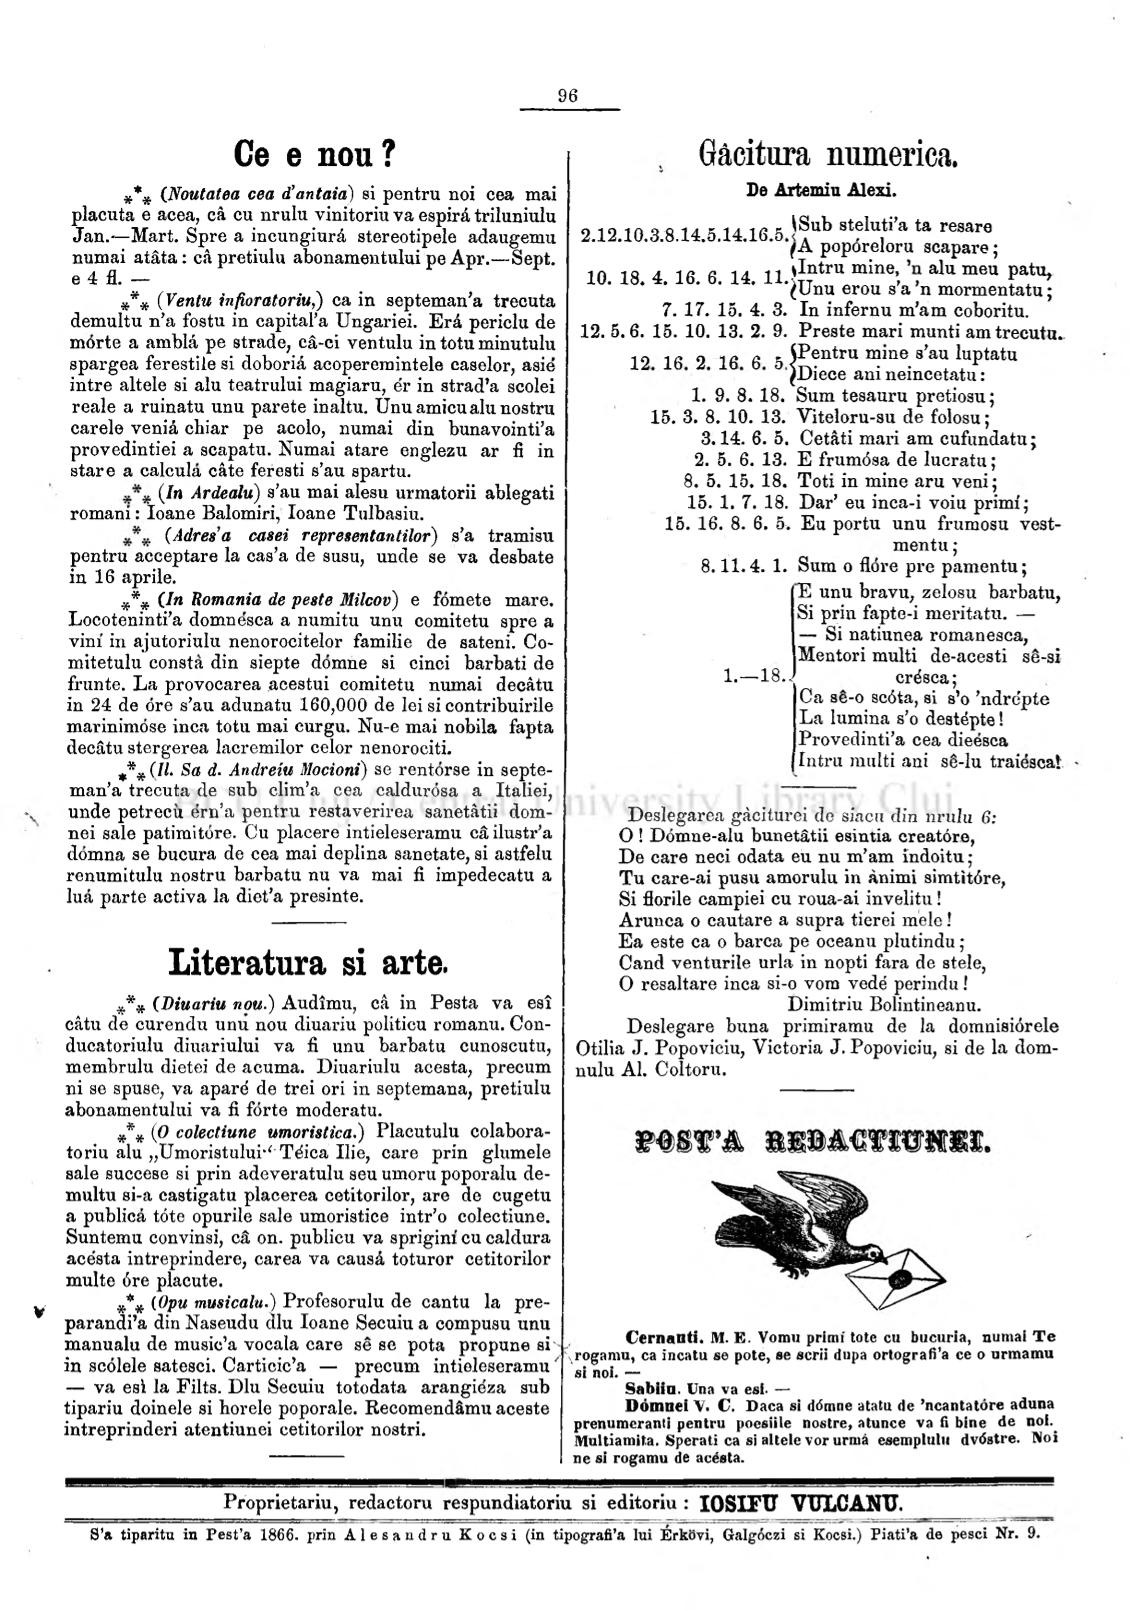 96
Ce e nou?
*** (Noutatea cea d'antaia) si pentru noi cea mai
placuta e acea, câ cu nrulu vinitoriu va espirá triluniulu
Jan.—Mart. Spre a incungiurá stereotipele adaugemu
numai atâta : câ pretiulu abonamentului pe Apr.—Sept.
e 4 fl. —
*** (Ventu infioratoriu,) ca in septeman'a trecuta
demultu n'a fostu in capital'a Ungariei. Erá periclu de
mórte a amblá pe strade, câ-ci ventulu in totu minutulu
spargea ferestile si doboriá acoperemintele caselor, asié
intre altele si alu teatrului magiaru, ér in strad'a scolei
reale a ruinatu unu parete inaltu. Unu amicu alu nostru
carele veniá chiar pe acolo, numai din bunavointi'a
provedintiei a scapatu. Numai atare englezu ar fi in
stare a calculá câte feresti s'au spartu.
*** (In Ardealu) s'au mai alesu urmatorii ablegati
romani : Ioane Balomiri, Ioane Tulbasiu.
*** (Adres'a casei representantilor) s'a tramisu
pentru acceptare la cas'a de susu, unde se va desbate
in 16 aprile.
*** (In Romania de peste Milcov) e fómete mare.
Locoteninti'a domnésca a numitu unu comitetu spre a
viní in ajutoriulu nenorocitelor familie de sateni. Co-
mitetulu constà din siepte dómne si cinci barbati de
frunte. La provocarea acestui comitetu numai decâtu
in 24 de óre s'au adunatu 160,000 de lei si contribuirile
marinimóse inca totu mai curgu. Nu-e mai nobila fapta
decâtu stergerea lacremilor celor nenorociti.
*** (Il. Sa d. Andreiu Mocioni) se rentórse in septe-
man'a trecuta de sub clim'a cea caldurósa a Italiei,
unde petrecù érn'a pentru restaverirea sanetâtii dom-
nei sale patimitóre. Cu placere intieleseramu câ ilustr'a
dómna se bucura de cea mai deplina sanetate, si astfelu
renumitulu nostru barbatu nu va mai fi impedecatu a
luá parte activa la diet'a presinte.
Literatura si arte.
*** (Diuariu nou.) Audîmu, câ in Pesta va esî
câtu de curendu unu nou diuariu politicu romanu. Con-
ducatoriulu diuariului va fi unu barbatu cunoscutu,
membrulu dietei de acuma. Diuariulu acesta, precum
ni se spuse, va aparé de trei ori in septemana, pretiulu
abonamentului va fi fórte moderatu.
*** (O colectiune umoristica.) Placutulu colabora-
toriu alu „Umoristului“ Téica Ilie, care prin glumele
sale succese si prin adeveratulu seu umoru poporalu de-
multu si-a castigatu placerea cetitorilor, are de cugetu
a publicá tóte opurile sale umoristice intr'o colectiune.
Suntemu convinsi, câ on. publicu va sprigini cu caldura
acésta intreprindere, carea va causá toturor cetitorilor
multe óre placute.
*** (Opu musicalu.) Profesorulu de cantu la pre-
parandi'a din Naseudu dlu Ioane Secuiu a compusu unu
manualu de music'a vocala care sê se pota propune si
in scólele satesci. Carticic'a — precum intieleseramu
— va esì la Filts. Dlu Secuiu totodata arangiéza sub
tipariu doinele si horele poporale. Recomendâmu aceste
intreprinderi atentiunei cetitorilor nostri.
Gâcitura numerica.
De Artemiu Alexi.
2.12.10.3.8.14.5.14.16.5. Sub steluti'a ta resare
A popóreloru scapare;
10. 18. 4. 16. 6. 14. 11. Intru mine, 'n alu meu patu,
Unu erou s'a 'n mormentatu;
7. 17. 15. 4. 3. In infernu m'am coboritu.
12. 5. 6. 15. 10. 13. 2. 9. Preste mari munti am trecutu.
12. 16. 2. 16. 6. 5. Pentru mine s'au luptatu
Diece ani neincetatu:
1. 9. 8. 18. Sum tesauru pretiosu;
15. 3. 8. 10. 13. Viteloru-su de folosu;
3. 14. 6. 5. Cetâti mari am cufundatu;
2. 5. 6. 13. E frumósa de lucratu;
8. 5. 15. 18. Toti in mine aru veni;
15. 1. 7. 18. Dar' eu inca-i voiu primí;
15. 16. 8. 6. 5. Eu portu unu frumosu vest-
mentu;
8. 11. 4. 1. Sum o flóre pre pamentu;
E unu bravu, zelosu barbatu,
Si prin fapte-i meritatu. —
— Si natiunea romanesca,
Mentori multi de-acesti sê-si
1.—18. crésca;
Ca sê-o scóta, si s'o 'ndrépte
La lumina s'o destépte!
Provedinti'a cea dieésca
Intru multi ani sê-lu traiésca!
BCU Cluj / Central University Library Cluj
Deslegarea gàciturei de siacu din nrulu 6:
O! Dómne-alu bunetâtii esintia creatóre,
De care neci odata eu nu m'am indoitu;
Tu care-ai pusu amorulu in ànimi simtitóre,
Si florile campiei cu roua-ai invelitu!
Arunca o cautare a supra tierei mele!
Ea este ca o barca pe oceanu plutindu;
Cand venturile urla in nopti fara de stele,
O resaltare inca si-o vom vedé perindu!
Dimitriu Bolintineanu.
Deslegare buna primiramu de la domnisiórele
Otilia J. Popoviciu, Victoria J. Popoviciu, si de la dom-
nulu Al. Coltoru.
POST'A REDACTIUNEI.
Cernauti. M. E. Vomu primí tote cu bucuria, numai Te
rogamu, ca incatu se pote, se scrii dupa ortografi'a ce o urmamu
si noi. —
Sabiiu. Una va esi. —
Dómnei V. C. Daca si dómne atatu de 'ncantatóre aduna
prenumeranti pentru poesiile nostre, atunce va fi bine de noi.
Multiamita. Sperati ca si altele vor urmá esemplulu dvóstre. Noi
ne si rogamu de acésta.
Proprietariu, redactoru respundiatoriu si editoriu : IOSIFU VULCANU.
S'a tiparitu in Pest'a 1866. prin Alesandru Kocsi (in tipografi'a lui Érkövi, Galgóczi si Kocsi.) Piati'a de pesci Nr. 9.